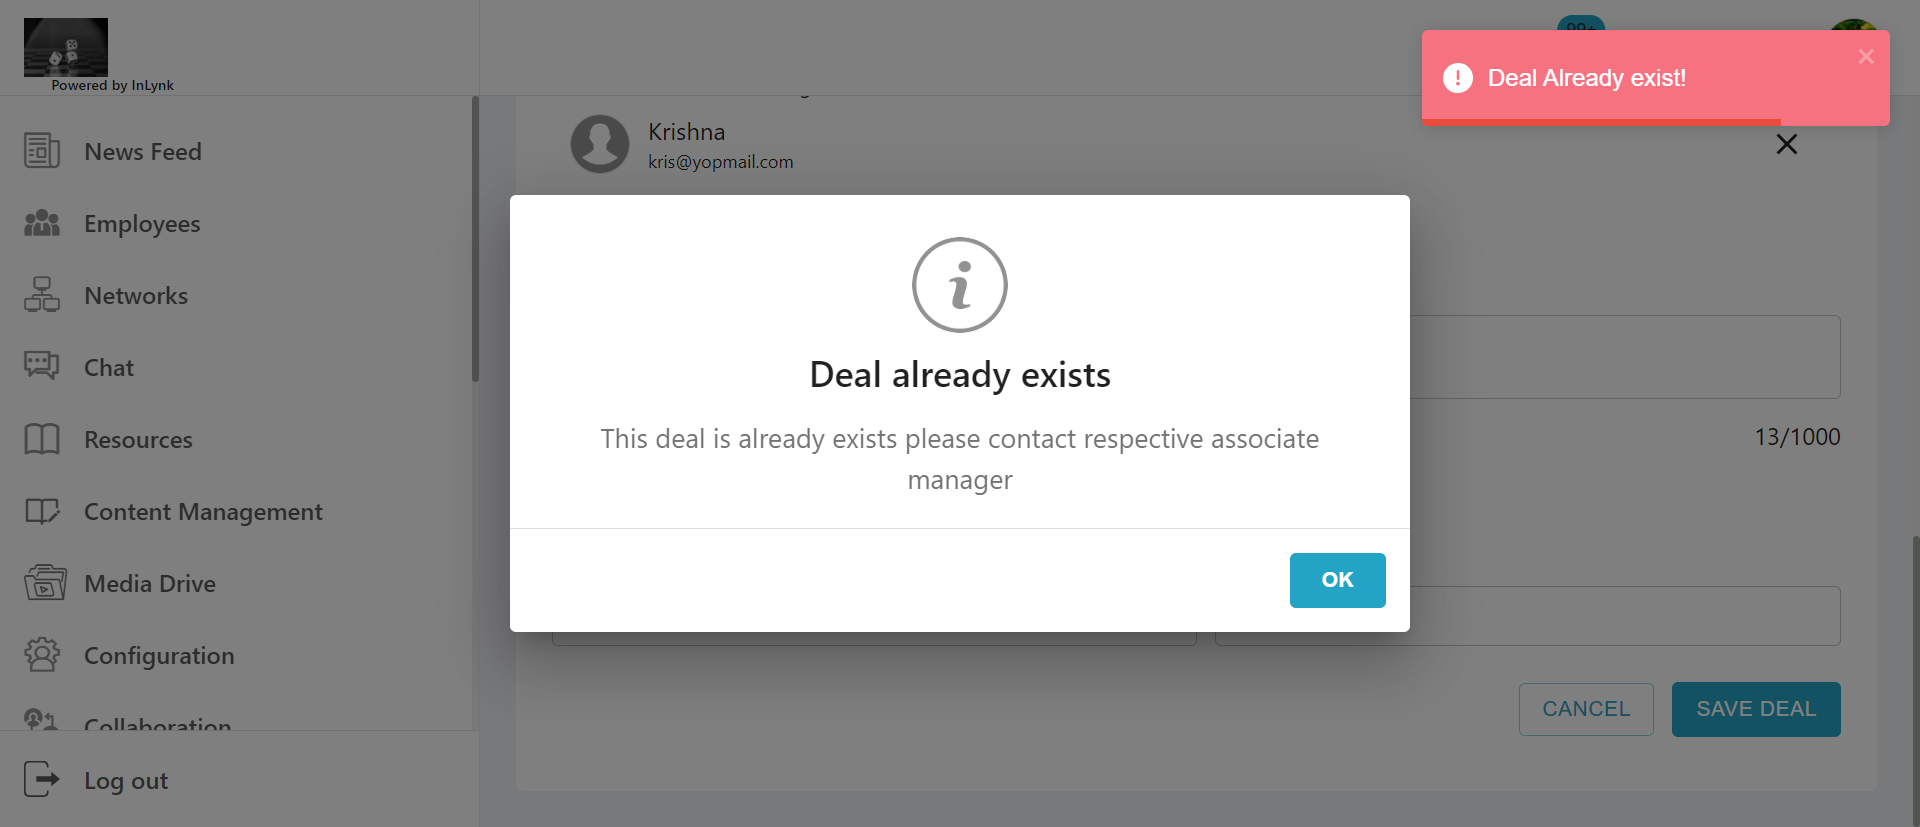 Powered by InLynk
99+
Deal Already exist!
News Feed
Employees
Networks
Chat
Resources
Content Management
Media Drive
Configuration
Collaboration
Log out
Krishna
kris@yopmail.com
Deal already exists
This deal is already exists please contact respective associate
manager
OK
13/1000
CANCEL
SAVE DEAL